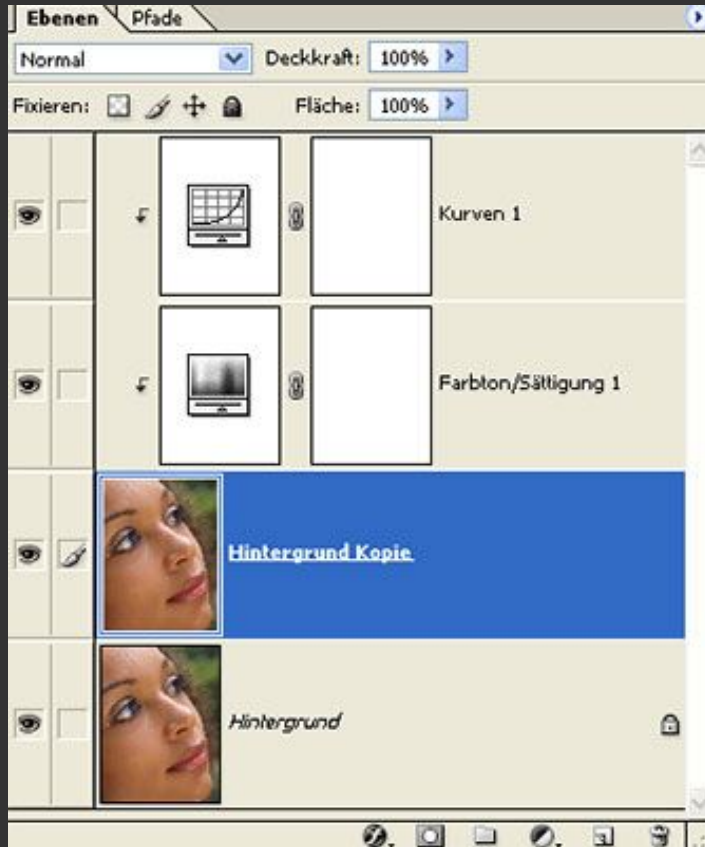 Ebenen Pfade
Normal Deckkraft: 100%
Fixieren: Fläche: 100%
Kurven 1
Farbton/Sättigung 1
Hintergrund Kopie
Hintergrund